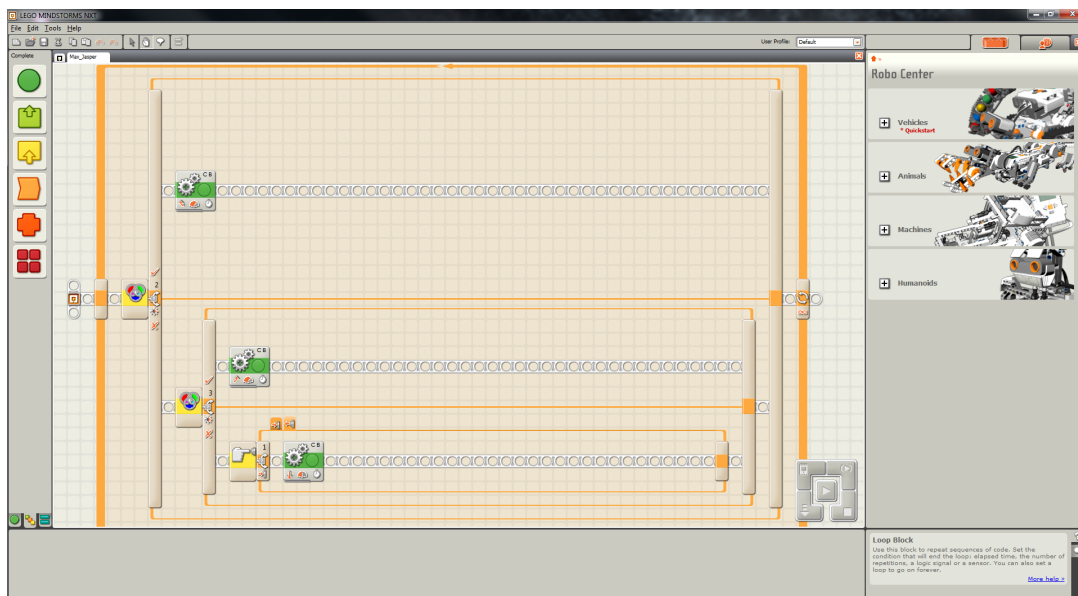 LEGO MINDSTORMS NXT
File Edit Tools Help
User Profile: Default
Complete
Max_Jasper
C B
2
C B
3
1
C B
Robo Center
Vehicles
* Quickstart
Animals
Machines
Humanoids
Loop Block
Use this block to repeat sequences of code. Set the
condition that will end the loop: elapsed time, the number of
repetitions, a logic signal or a sensor. You can also set a
loop to go on forever.
More help »